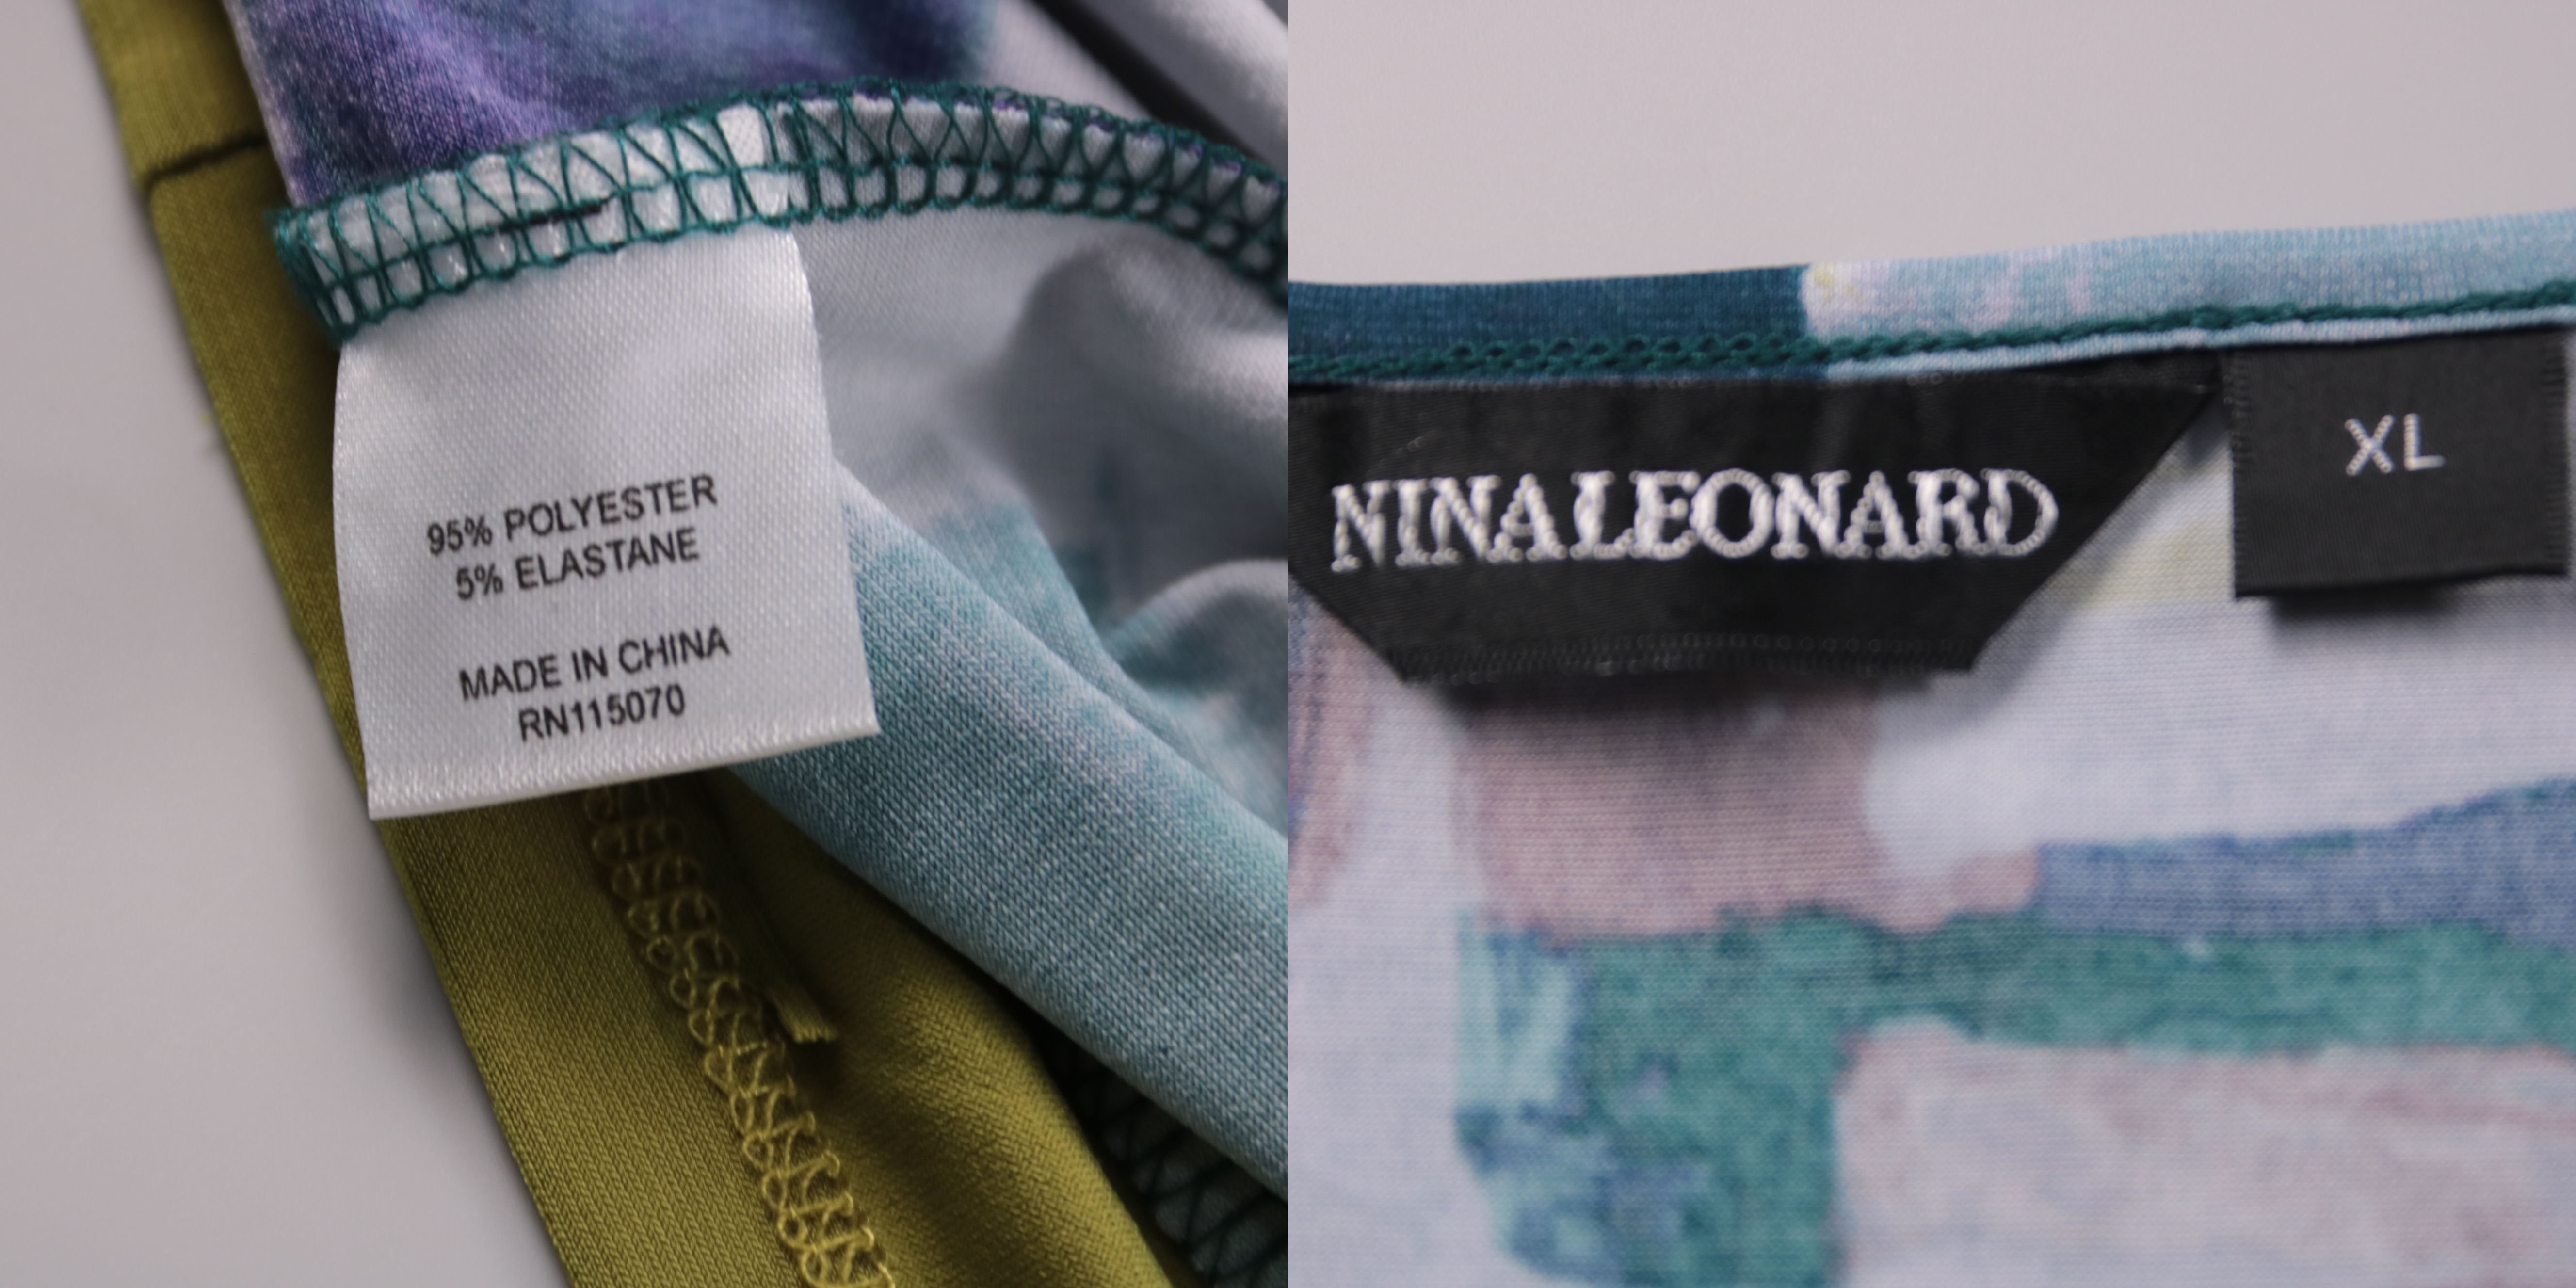 95% POLYESTER
5% ELASTANE
MADE IN CHINA
RN115070
NINA LEONARD
XL